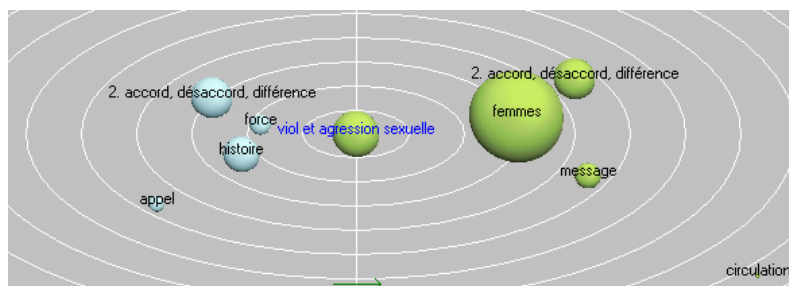 2. accord, désaccord, différence
2. accord, désaccord, différence
femmes
force
viol et agression sexuelle
histoire
message
appel
circulation